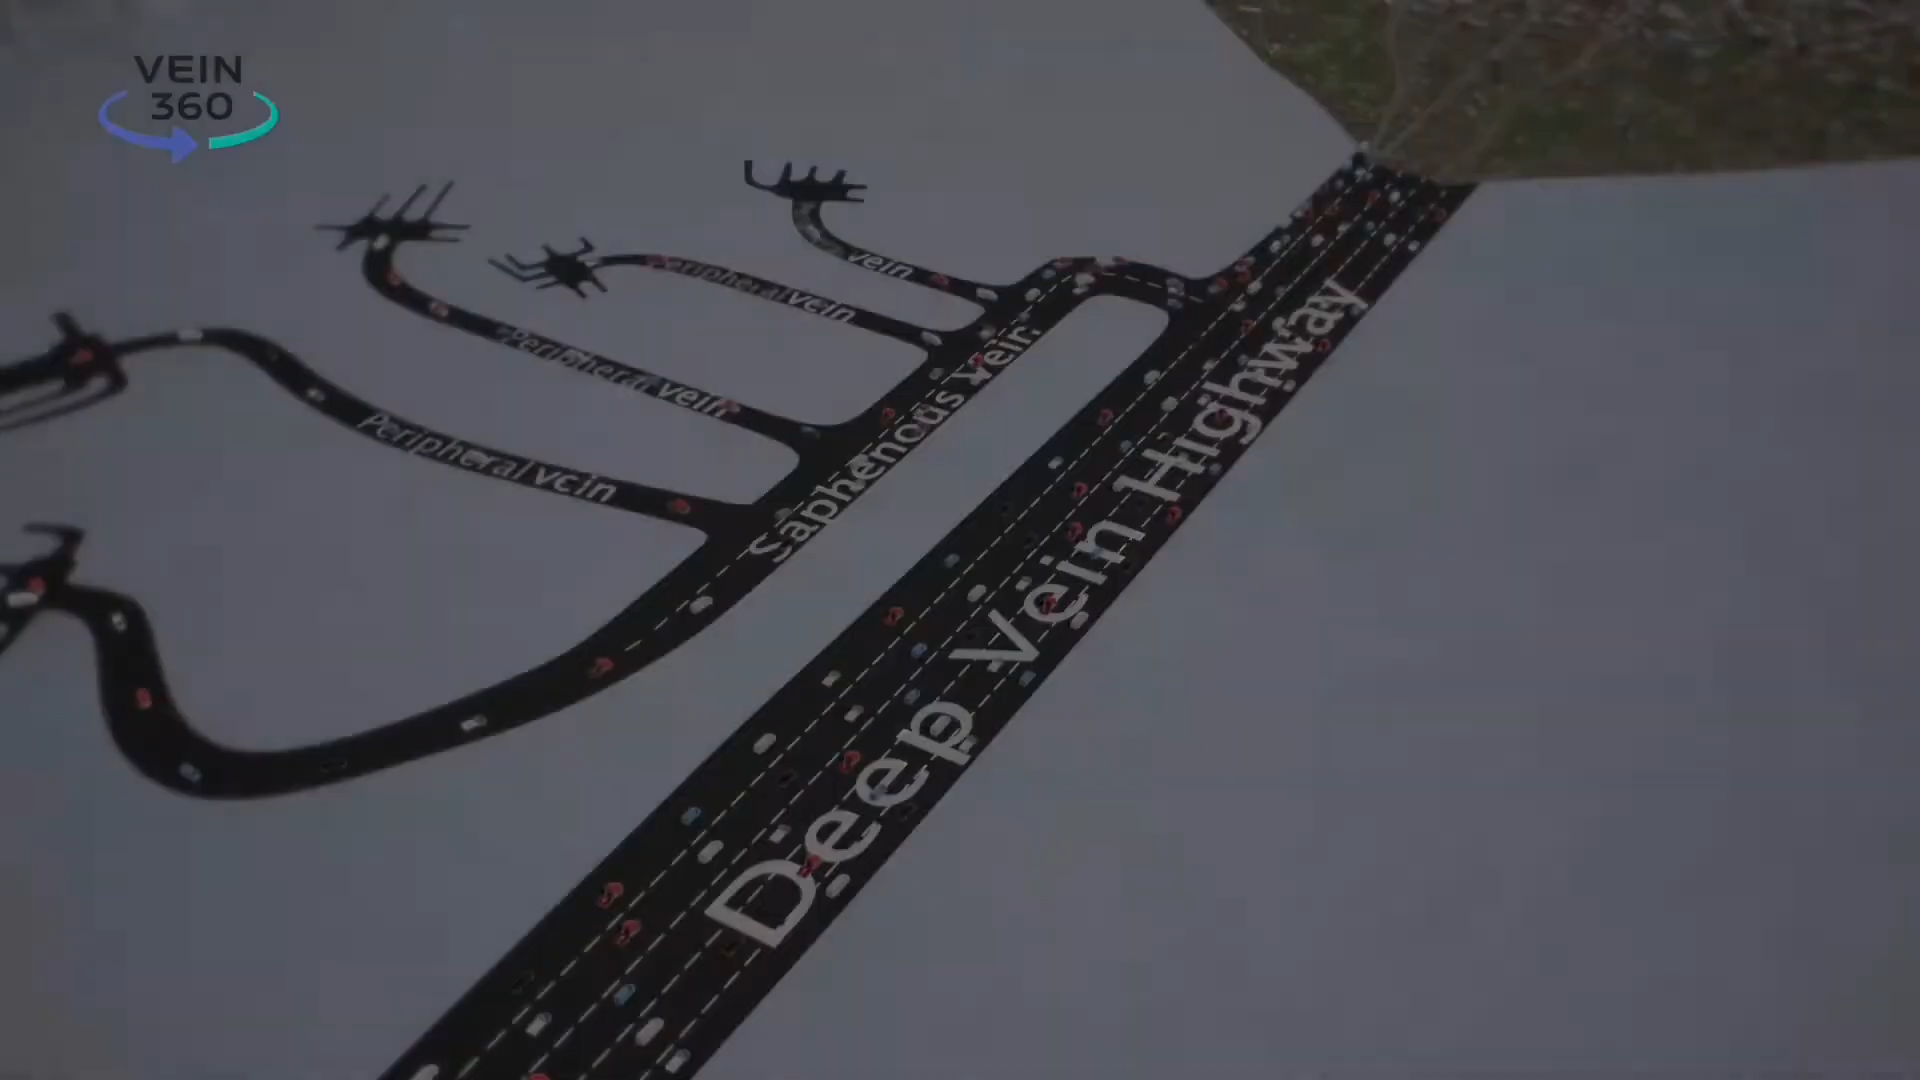 VEIN
360
vein
Peripheral vein
Peripheral vein
Peripheral vein
Saphenous Vein
Deep Vein Highway